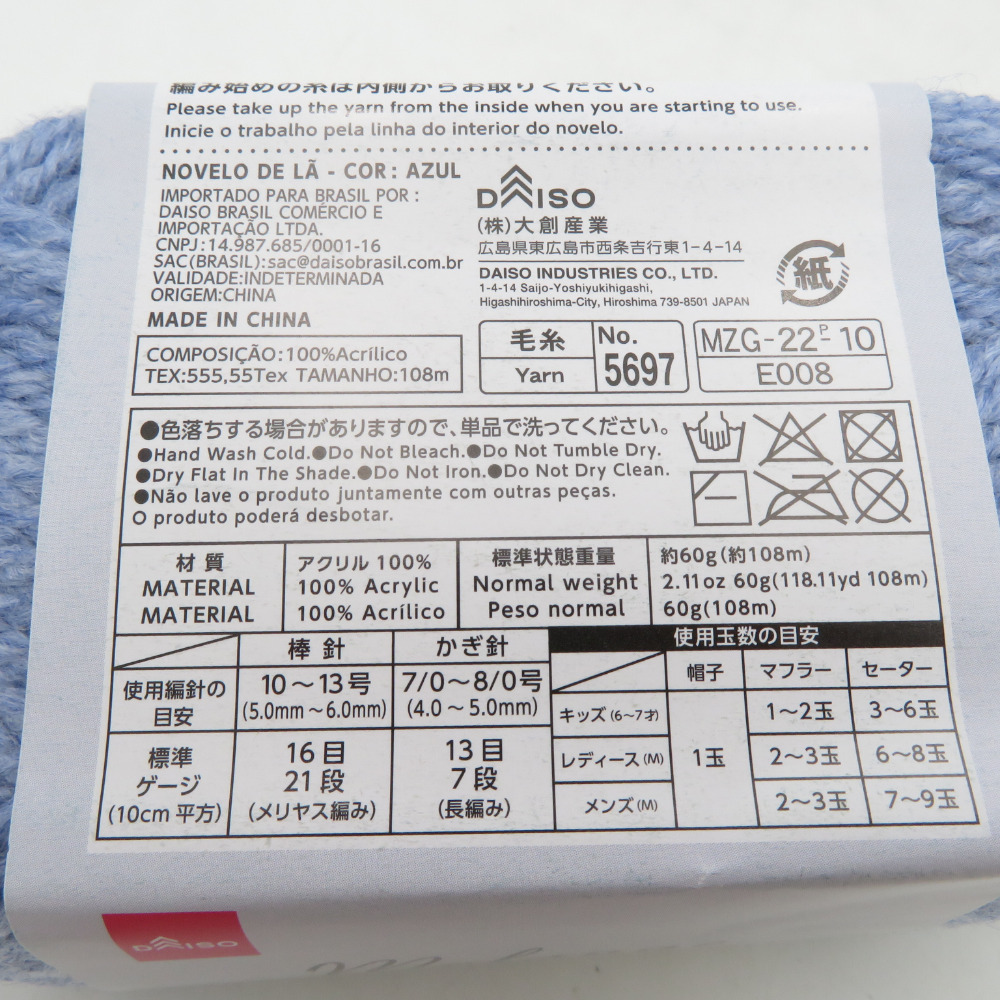 編み始めの糸は内側からお取りください。
Please take up the yarn from the inside when you are starting to use.
Inicie o trabalho pela linha do interior do novelo.
NOVELO DE LÃ - COR: AZUL
IMPORTADO PARA BRASIL POR :
DAISO BRASIL COMÉRCIO E
IMPORTAÇÃO LTDA.
CNPJ:14.987.685/0001-16
SAC(BRASIL):sac@daisobrasil.com.br
VALIDADE:INDETERMINADA
ORIGEM:CHINA
MADE IN CHINA
COMPOSIÇÃO:100%Acrílico
TEX:555,55Tex TAMANHO:108m
DAISO
(株)大創産業
広島県東広島市西条吉行東1-4-14
DAISO INDUSTRIES CO., LTD.
1-4-14 Saijo-Yoshiyukihigashi,
Higashihiroshima-City, Hiroshima 739-8501 JAPAN
紙
毛糸
Yarn
No.
5697
MZG-22 P- 10
E008
●色落ちする場合がありますので、単品で洗ってください。
●Hand Wash Cold.●Do Not Bleach.●Do Not Tumble Dry.
●Dry Flat In The Shade.●Do Not Iron.●Do Not Dry Clean.
●Não lave o produto juntamente com outras peças.
O produto poderá desbotar.
材質 アクリル 100% 標準状態重量 約60g(約108m)
MATERIAL 100% Acrylic Normal weight 2.11oz 60g(118.11yd 108m)
MATERIAL 100% Acrílico Peso normal 60g(108m)
棒針 かぎ針
使用編針の目安 10～13号 7/0～8/0号
(5.0mm～6.0mm) (4.0～5.0mm)
標準 16目 13目
ゲージ 21段 7段
(10cm 平方) (メリヤス編み) (長編み)
使用玉数の目安
帽子 マフラー セーター
キッズ (6～7才) 1～2玉 3～6玉
レディース (M) 1玉 2～3玉 6～8玉
メンズ (M) 2～3玉 7～9玉
DAISO